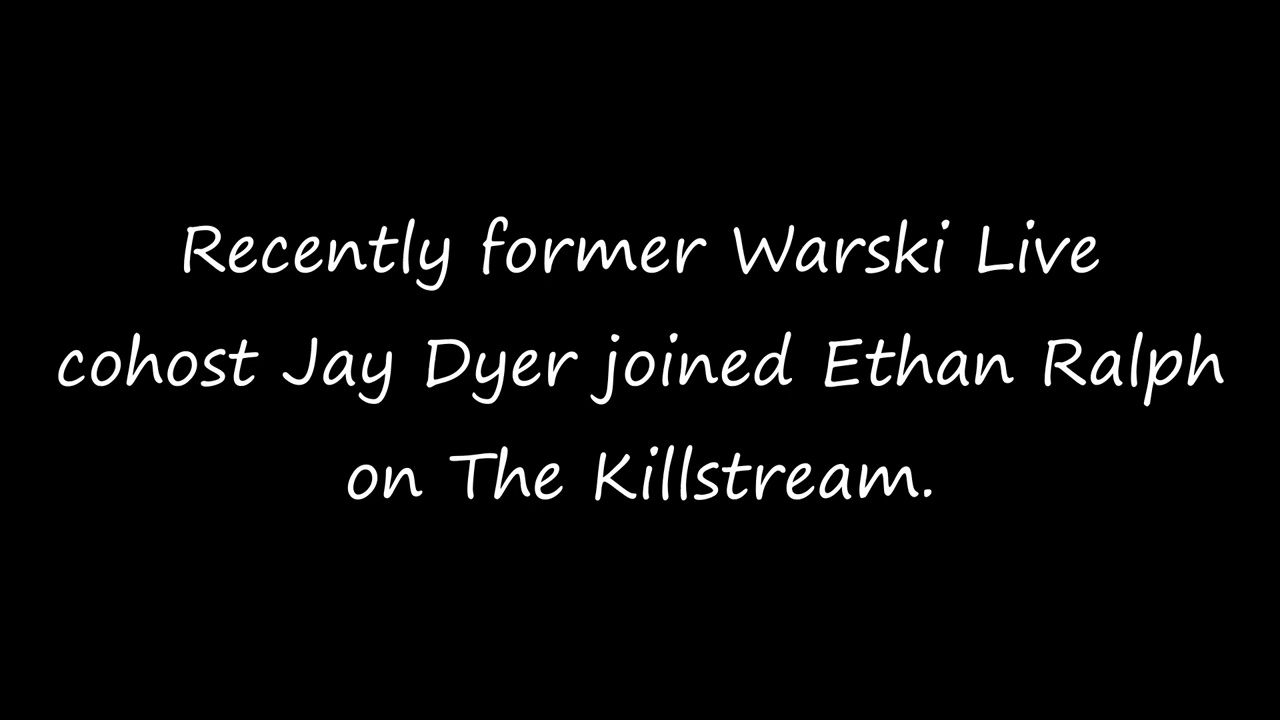 Recently former Warski Live
cohost Jay Dyer joined Ethan Ralph
on The Killstream.